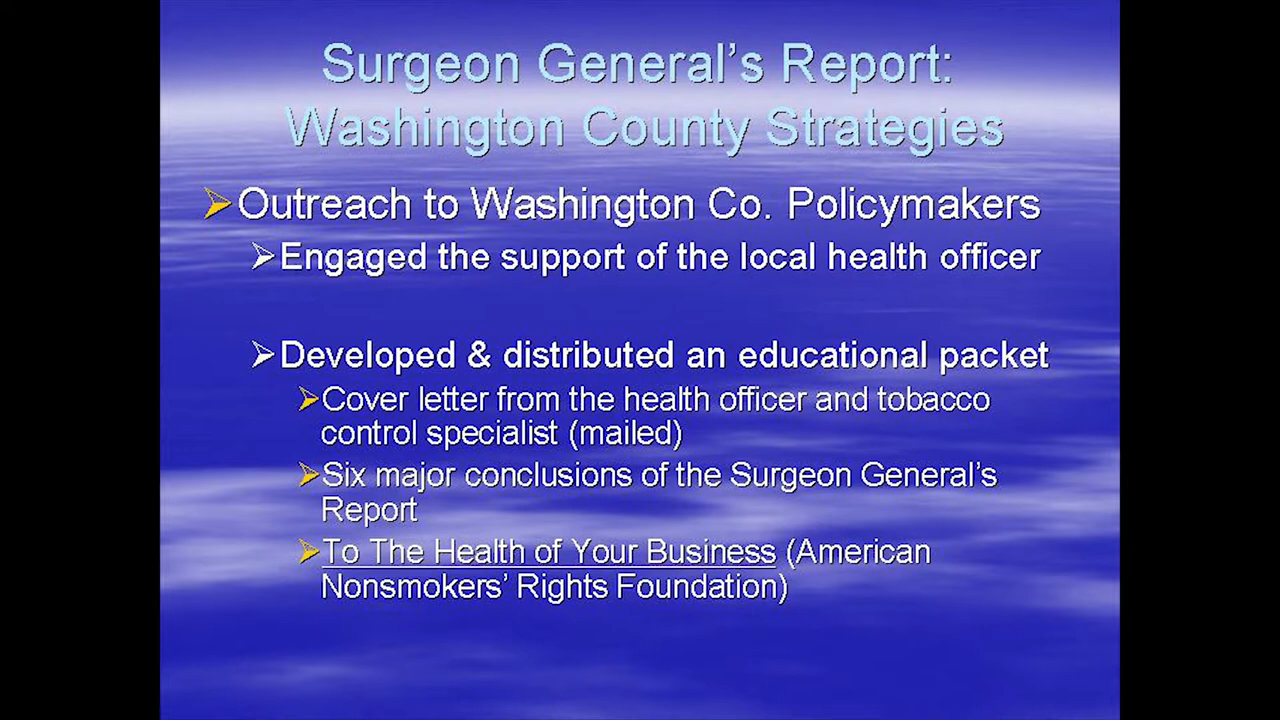 Surgeon General’s Report:
Washington County Strategies
Outreach to Washington Co. Policymakers
Engaged the support of the local health officer
Developed & distributed an educational packet
Cover letter from the health officer and tobacco
control specialist (mailed)
Six major conclusions of the Surgeon General’s
Report
To The Health of Your Business (American
Nonsmokers’ Rights Foundation)